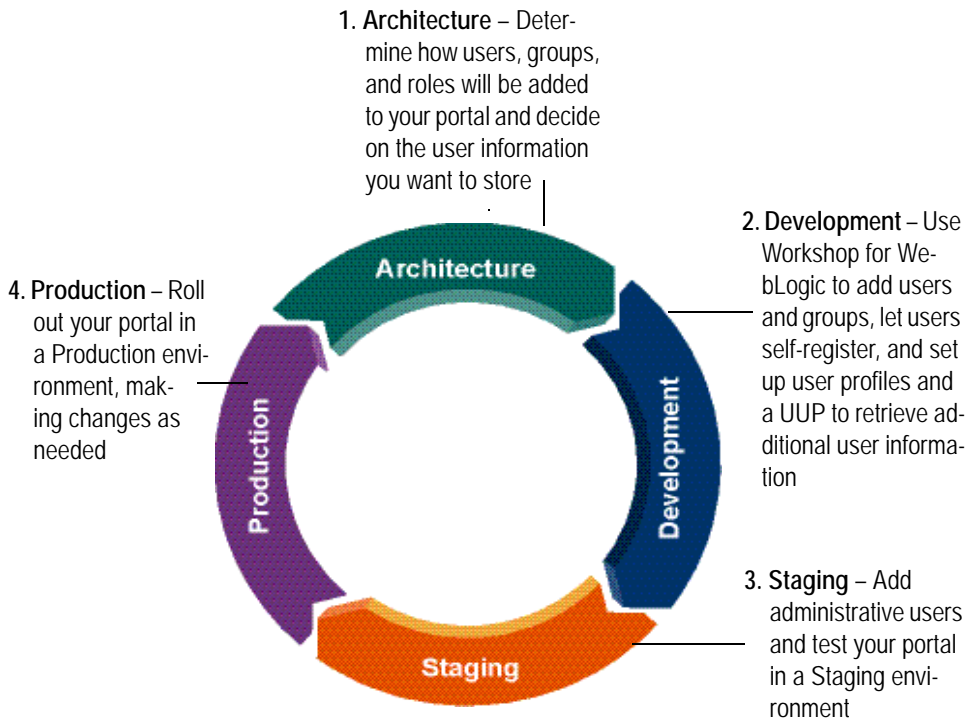 1. Architecture – Deter-
mine how users, groups,
and roles will be added
to your portal and decide
on the user information
you want to store
Architecture
2. Development – Use
Workshop for We-
bLogic to add users
and groups, let users
self-register, and set
up user profiles and
a UUP to retrieve ad-
ditional user informa-
tion
Development
3. Staging – Add
administrative users
and test your portal
in a Staging envi-
ronment
Staging
4. Production – Roll
out your portal in
a Production envi-
ronment, mak-
ing changes as
needed
Production